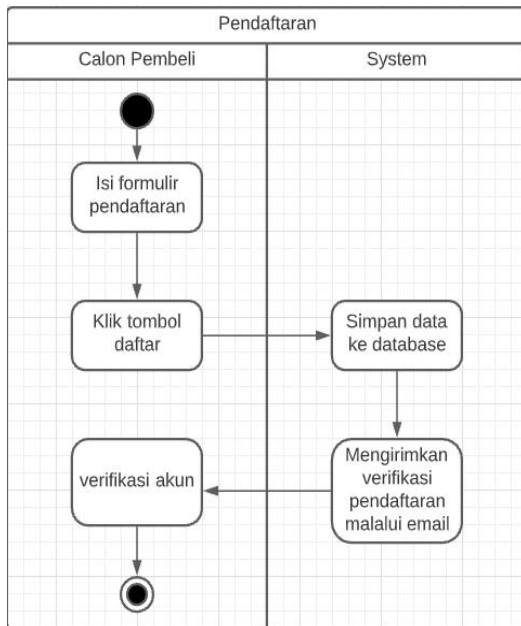 Pendaftaran
Calon Pembeli
System
Isi formulir
pendaftaran
Klik tombol
daftar
Simpan data
ke database
Mengirimkan
verifikasi
pendaftaran
malalui email
verifikasi akun